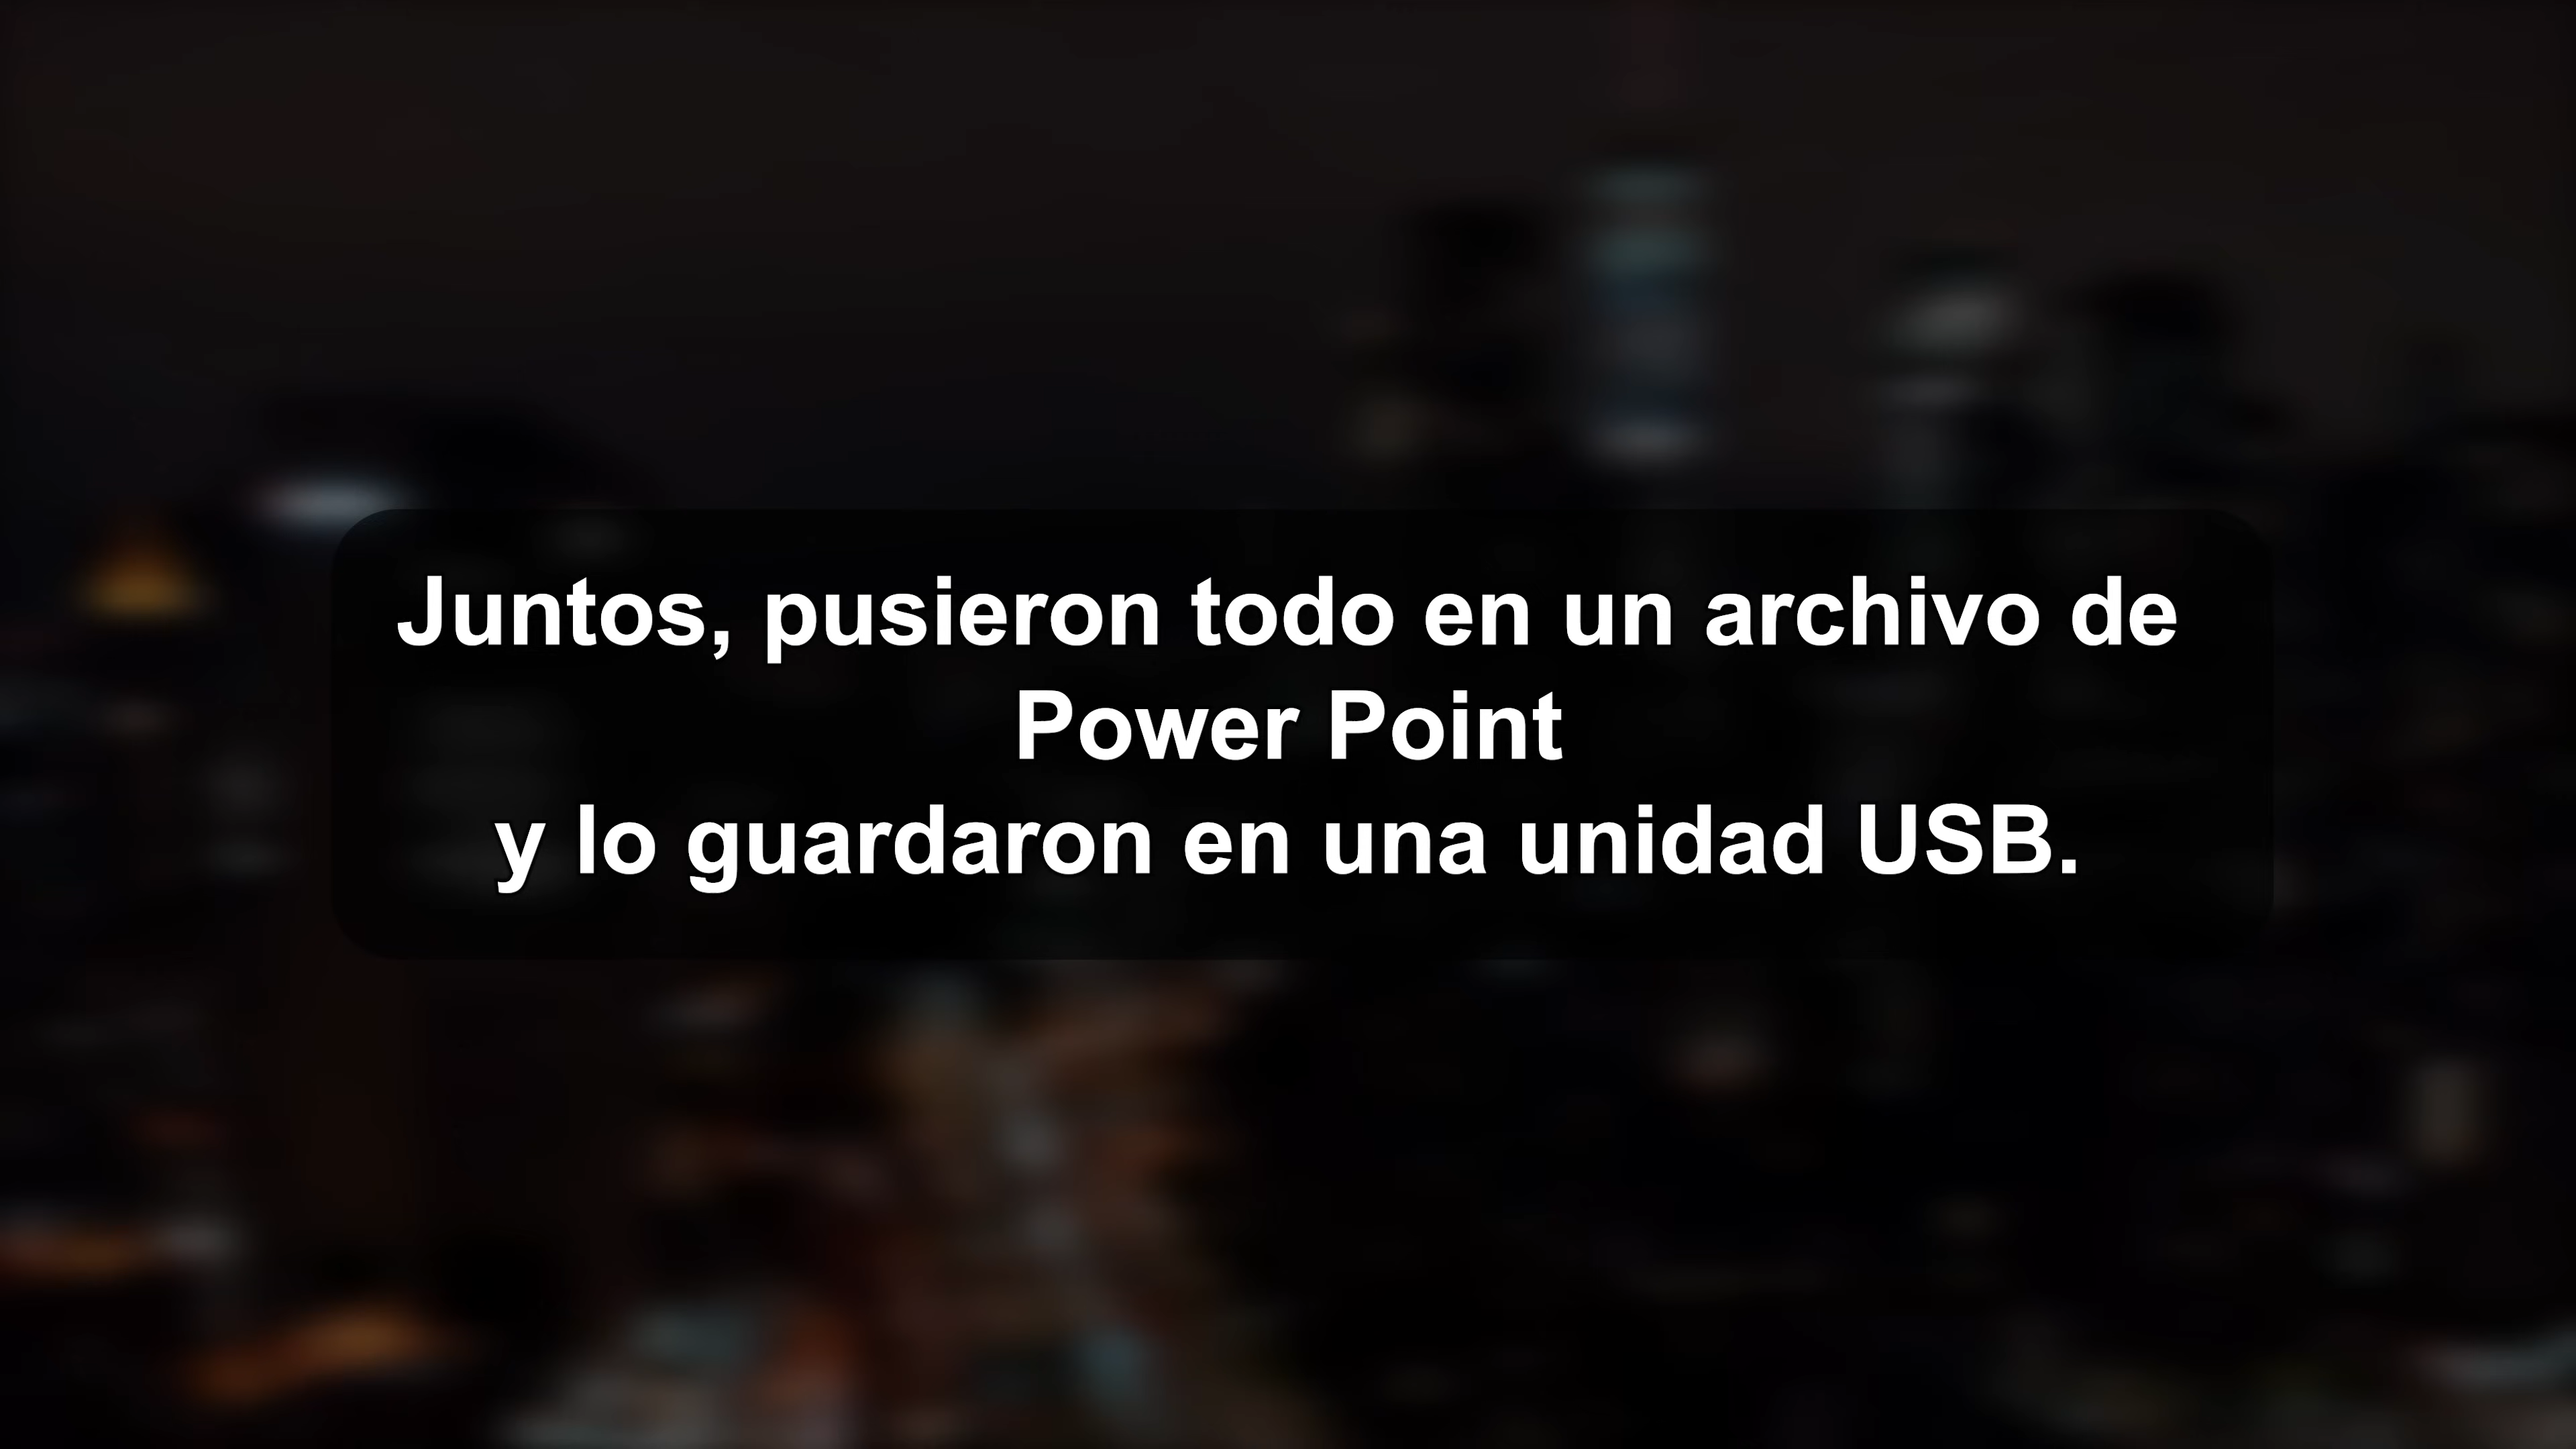 Juntos, pusieron todo en un archivo de
Power Point
y lo guardaron en una unidad USB.